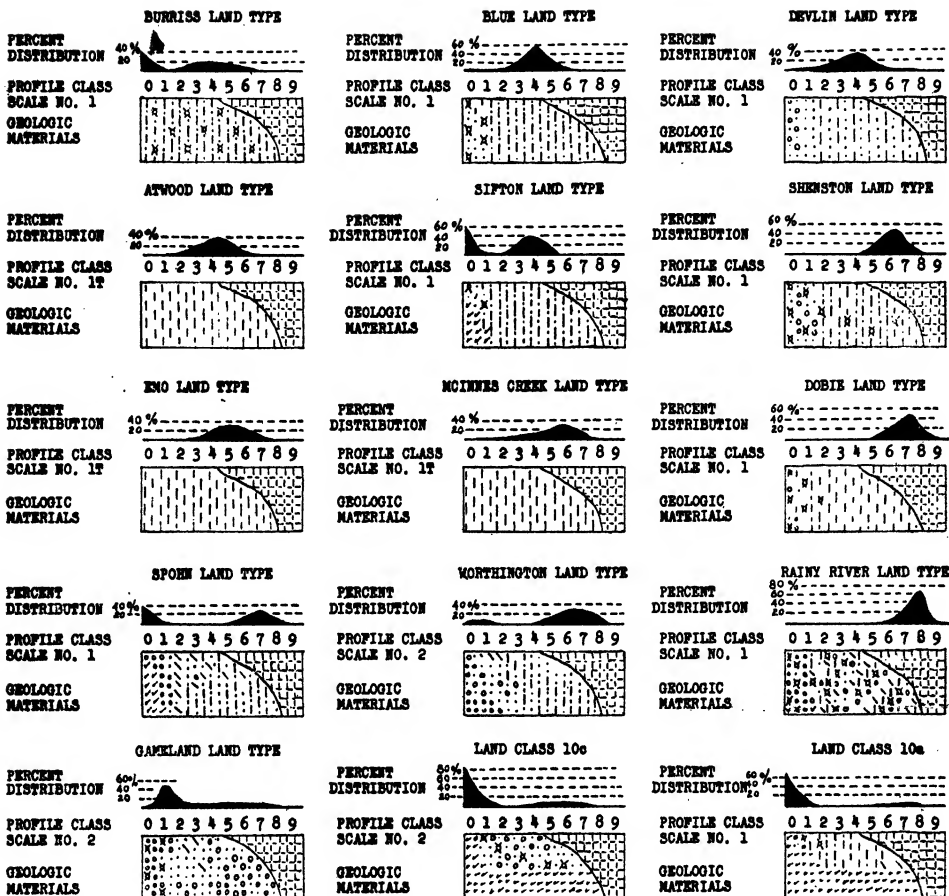 BURRISS LAND TYPE
PERCENT
DISTRIBUTION
40%
20
PROFILE CLASS
SCALE NO. 1
0 1 2 3 4 5 6 7 8 9
GEOLOGIC
MATERIALS
BLUE LAND TYPE
PERCENT
DISTRIBUTION
60 %
40
20
PROFILE CLASS
SCALE NO. 1
0 1 2 3 4 5 6 7 8 9
GEOLOGIC
MATERIALS
DEVLIN LAND TYPE
PERCENT
DISTRIBUTION
40 %
20
PROFILE CLASS
SCALE NO. 1
0 1 2 3 4 5 6 7 8 9
GEOLOGIC
MATERIALS
ATWOOD LAND TYPE
PERCENT
DISTRIBUTION
40%
20
PROFILE CLASS
SCALE NO. 1T
0 1 2 3 4 5 6 7 8 9
GEOLOGIC
MATERIALS
SIFTON LAND TYPE
PERCENT
DISTRIBUTION
60%
40
20
PROFILE CLASS
SCALE NO. 1
0 1 2 3 4 5 6 7 8 9
GEOLOGIC
MATERIALS
SHENSTON LAND TYPE
PERCENT
DISTRIBUTION
60%
40
20
PROFILE CLASS
SCALE NO. 1
0 1 2 3 4 5 6 7 8 9
GEOLOGIC
MATERIALS
EMO LAND TYPE
PERCENT
DISTRIBUTION
40 %
20
PROFILE CLASS
SCALE NO. 1T
0 1 2 3 4 5 6 7 8 9
GEOLOGIC
MATERIALS
MCINNES CREEK LAND TYPE
PERCENT
DISTRIBUTION
40 %
20
PROFILE CLASS
SCALE NO. 1T
0 1 2 3 4 5 6 7 8 9
GEOLOGIC
MATERIALS
DOBIE LAND TYPE
PERCENT
DISTRIBUTION
60 %
40
20
PROFILE CLASS
SCALE NO. 1
0 1 2 3 4 5 6 7 8 9
GEOLOGIC
MATERIALS
SPOHN LAND TYPE
PERCENT
DISTRIBUTION
40%
20
PROFILE CLASS
SCALE NO. 1
0 1 2 3 4 5 6 7 8 9
GEOLOGIC
MATERIALS
WORTHINGTON LAND TYPE
PERCENT
DISTRIBUTION
40%
20
PROFILE CLASS
SCALE NO. 2
0 1 2 3 4 5 6 7 8 9
GEOLOGIC
MATERIALS
RAINY RIVER LAND TYPE
PERCENT
DISTRIBUTION
80 %
60
40
20
PROFILE CLASS
SCALE NO. 1
0 1 2 3 4 5 6 7 8 9
GEOLOGIC
MATERIALS
GAMELAND LAND TYPE
PERCENT
DISTRIBUTION
60%
40
20
PROFILE CLASS
SCALE NO. 2
0 1 2 3 4 5 6 7 8 9
GEOLOGIC
MATERIALS
LAND CLASS 10c
PERCENT
DISTRIBUTION
80%
60
40
20
PROFILE CLASS
SCALE NO. 2
0 1 2 3 4 5 6 7 8 9
GEOLOGIC
MATERIALS
LAND CLASS 10a
PERCENT
DISTRIBUTION
60 %
40
20
PROFILE CLASS
SCALE NO. 1
0 1 2 3 4 5 6 7 8 9
GEOLOGIC
MATERIALS